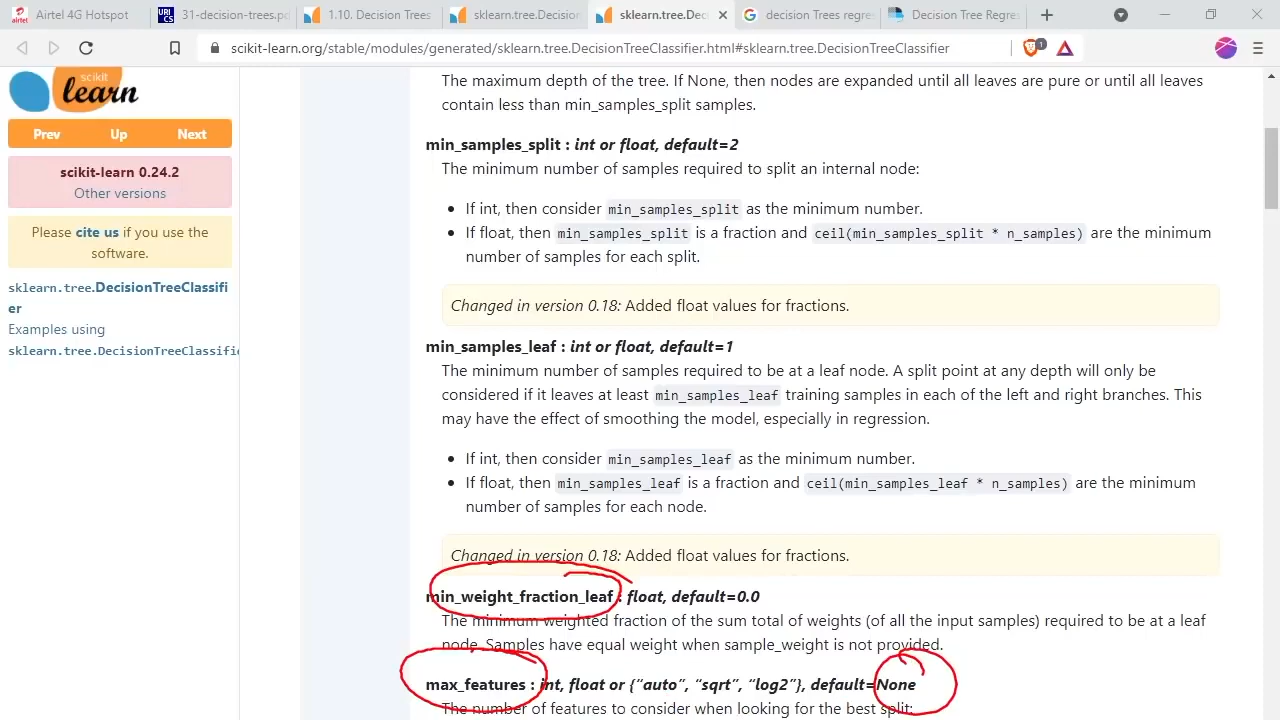 Airtel 4G Hotspot
31-decision-trees.pd
1.10. Decision Trees
sklearn.tree.Decision
sklearn.tree.Dec
decision Trees regre
Decision Tree Regres
scikit-learn.org/stable/modules/generated/sklearn.tree.DecisionTreeClassifier.html#sklearn.tree.DecisionTreeClassifier
1
scikit
learn
Prev Up Next
scikit-learn 0.24.2
Other versions
Please cite us if you use the
software.
sklearn.tree.DecisionTreeClassifi
er
Examples using
sklearn.tree.DecisionTreeClassifie
The maximum depth of the tree. If None, then nodes are expanded until all leaves are pure or until all leaves
contain less than min_samples_split samples.
min_samples_split : int or float, default=2
The minimum number of samples required to split an internal node:
• If int, then consider min_samples_split as the minimum number.
• If float, then min_samples_split is a fraction and ceil(min_samples_split * n_samples) are the minimum
number of samples for each split.
Changed in version 0.18: Added float values for fractions.
min_samples_leaf : int or float, default=1
The minimum number of samples required to be at a leaf node. A split point at any depth will only be
considered if it leaves at least min_samples_leaf training samples in each of the left and right branches. This
may have the effect of smoothing the model, especially in regression.
• If int, then consider min_samples_leaf as the minimum number.
• If float, then min_samples_leaf is a fraction and ceil(min_samples_leaf * n_samples) are the minimum
number of samples for each node.
Changed in version 0.18: Added float values for fractions.
min_weight_fraction_leaf : float, default=0.0
The minimum weighted fraction of the sum total of weights (of all the input samples) required to be at a leaf
node. Samples have equal weight when sample_weight is not provided.
max_features : int, float or {“auto”, “sqrt”, “log2”}, default=None
The number of features to consider when looking for the best split: